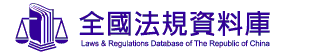 全國法規資料庫
Laws & Regulations Database of The Republic of China